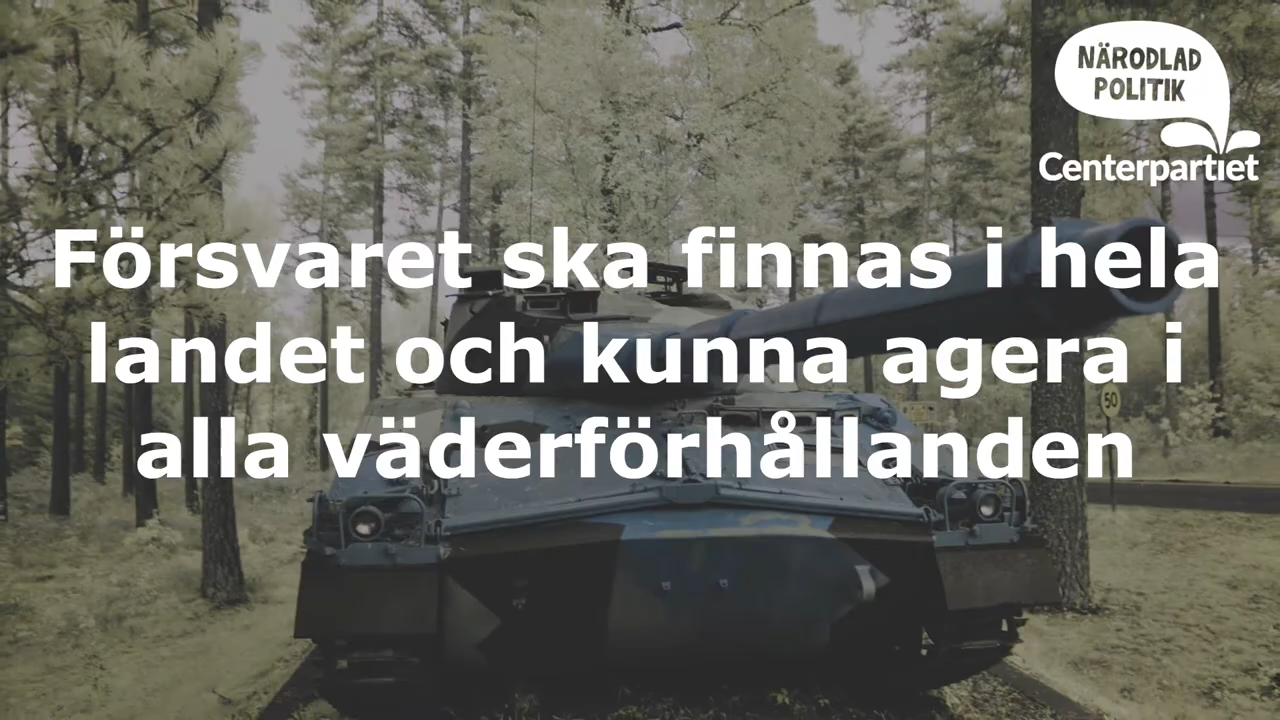 NÄRODLAD
POLITIK
Centerpartiet
Försvaret ska finnas i hela
landet och kunna agera i
alla väderförhållanden
50